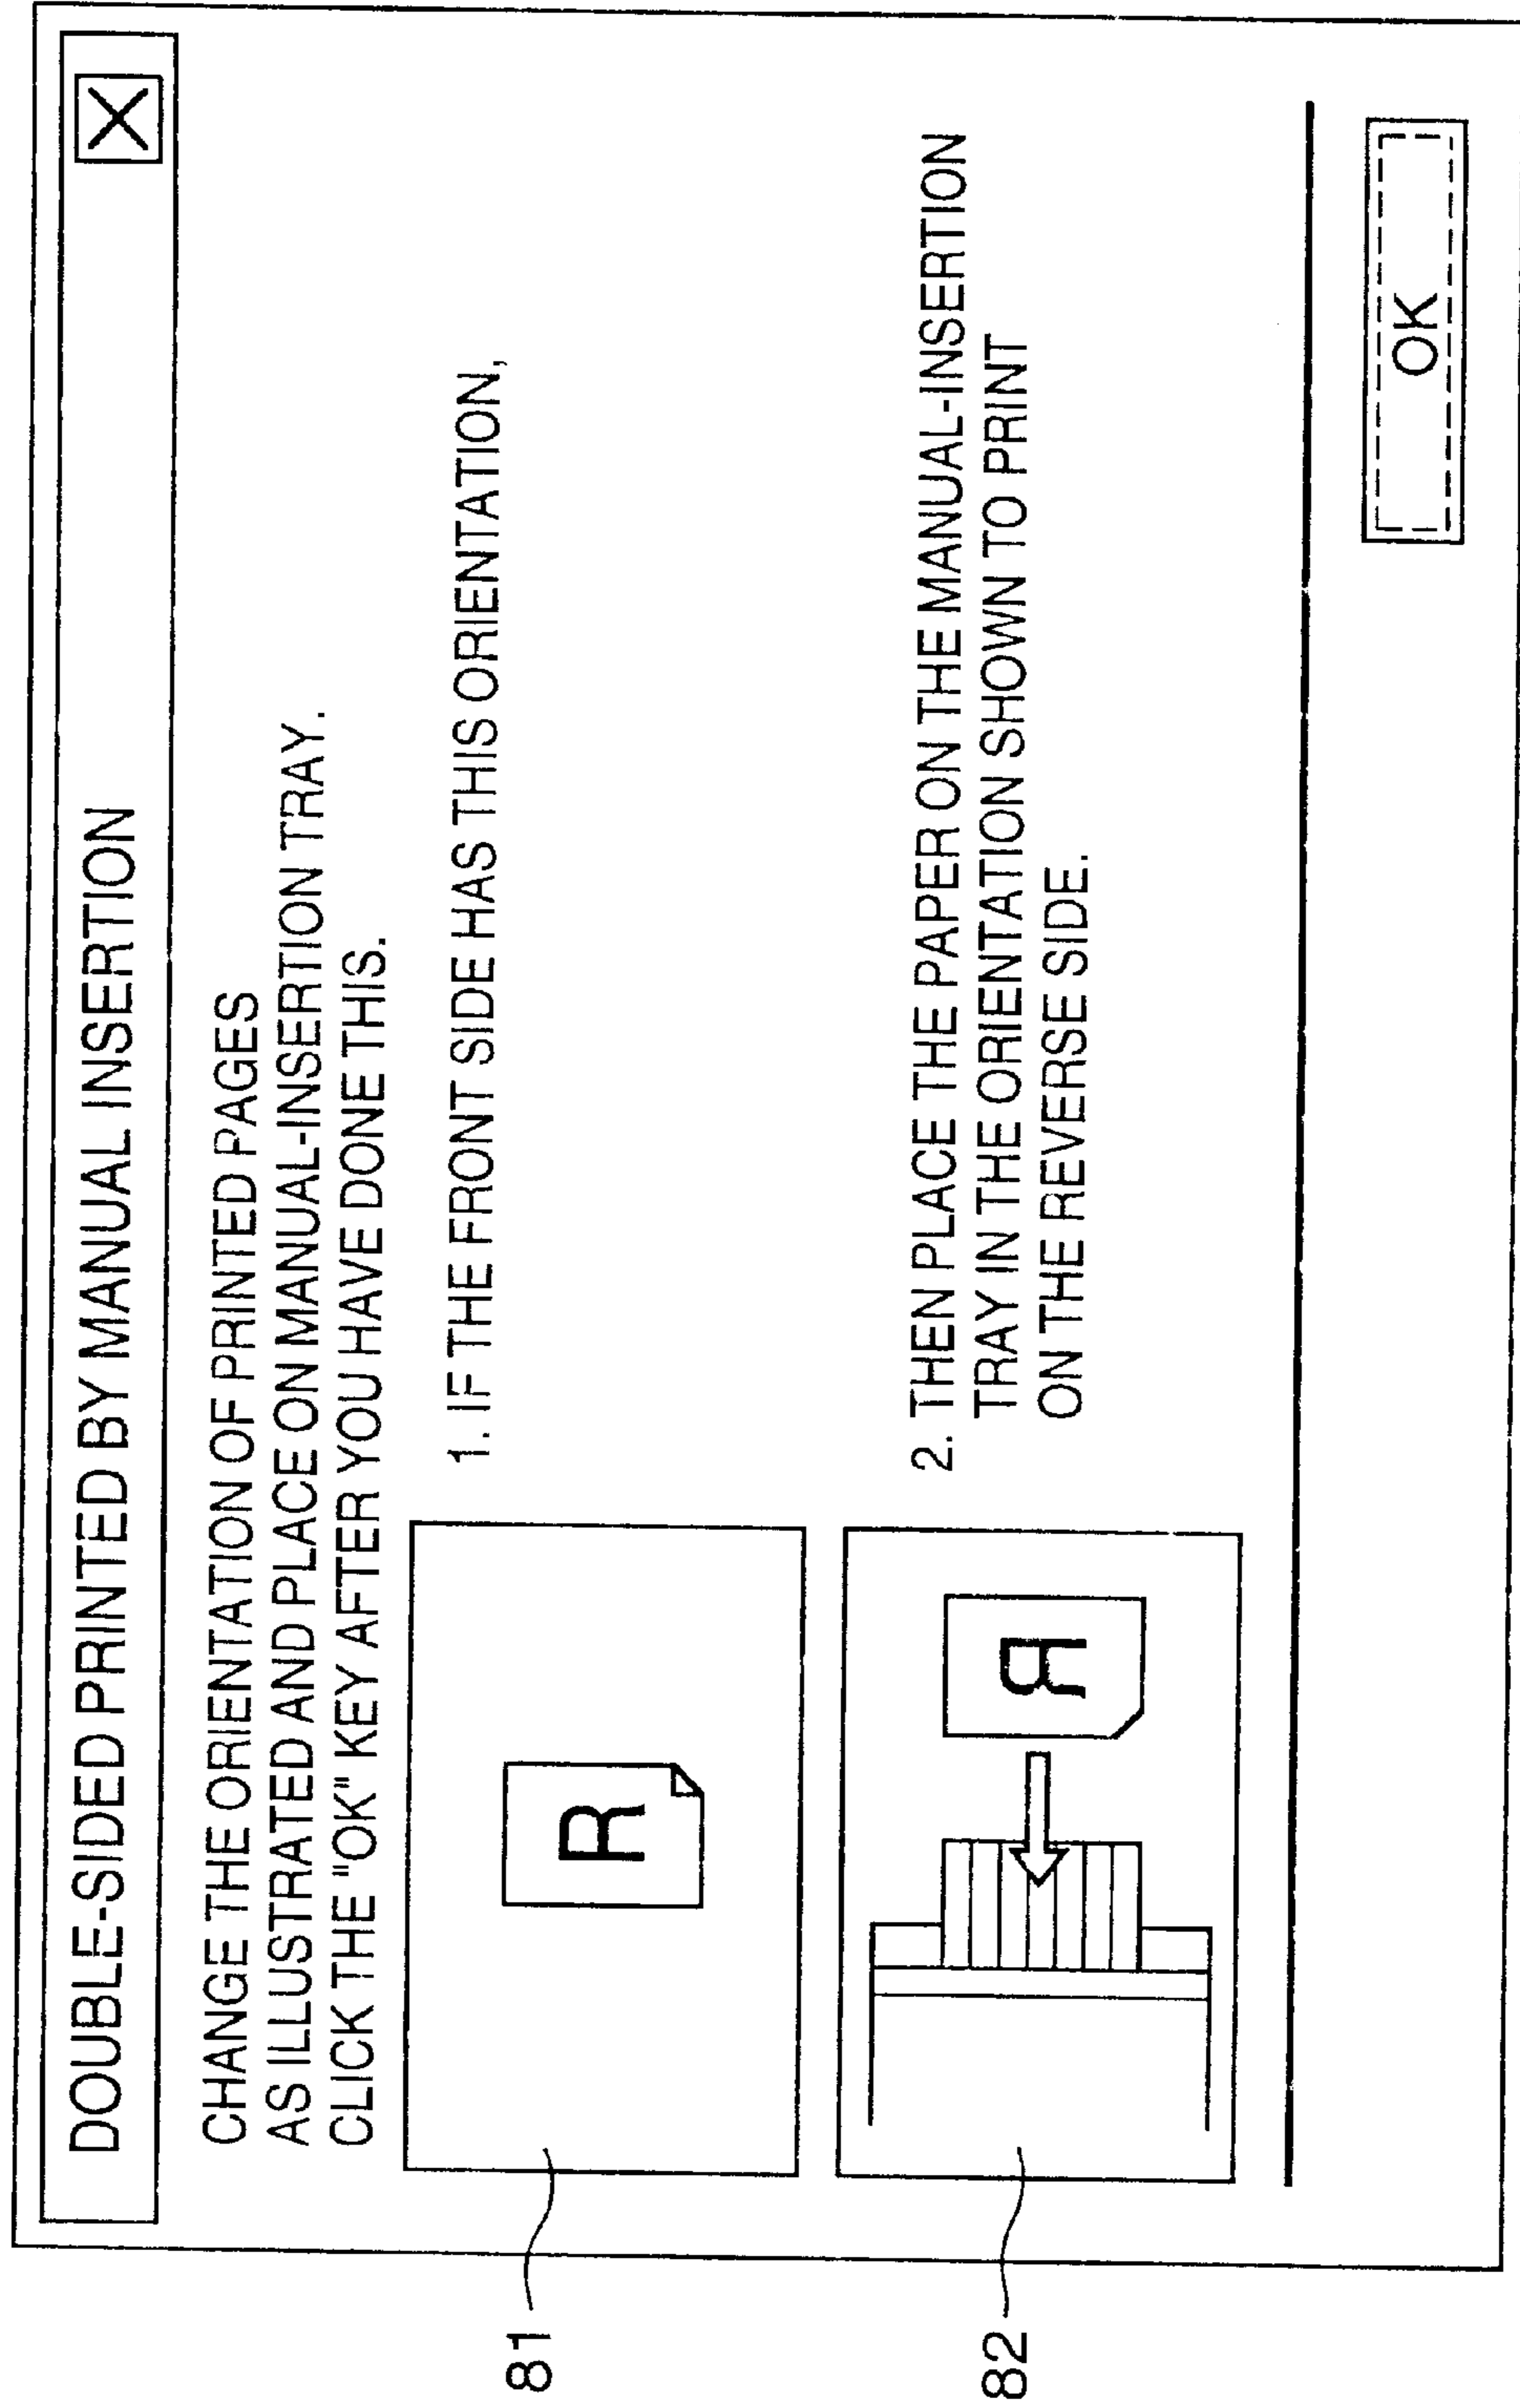 DOUBLE-SIDED PRINTED BY MANUAL INSERTION
X
CHANGE THE ORIENTATION OF PRINTED PAGES
AS ILLUSTRATED AND PLACE ON MANUAL-INSERTION TRAY.
CLICK THE "OK" KEY AFTER YOU HAVE DONE THIS.
81
R
1. IF THE FRONT SIDE HAS THIS ORIENTATION,
82
R
2. THEN PLACE THE PAPER ON THE MANUAL-INSERTION
TRAY IN THE ORIENTATION SHOWN TO PRINT
ON THE REVERSE SIDE.
OK